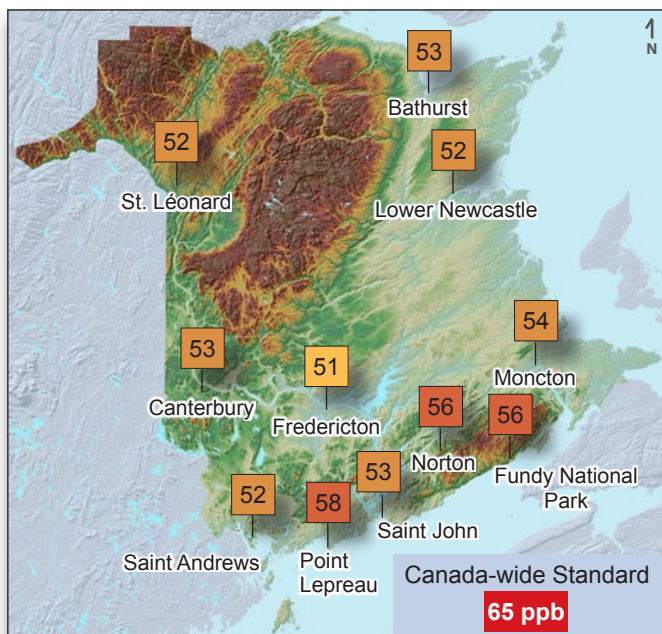 53
N
Bathurst
52
St. Léonard
52
Lower Newcastle
53
Canterbury
51
Fredericton
54
Moncton
56
Norton
56
Fundy National
Park
52
Saint Andrews
58
Point
Lepreau
53
Saint John
Canada-wide Standard
65 ppb